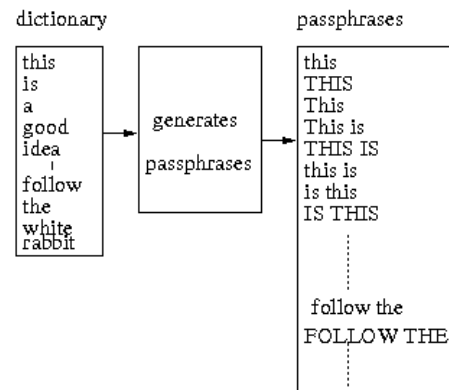 dictionary
this
is
a
good
idea
follow
the
white
rabbit
generates
passphrases
passphrases
this
THIS
This
This is
THIS IS
this is
is this
IS THIS
follow the
FOLLOW THE